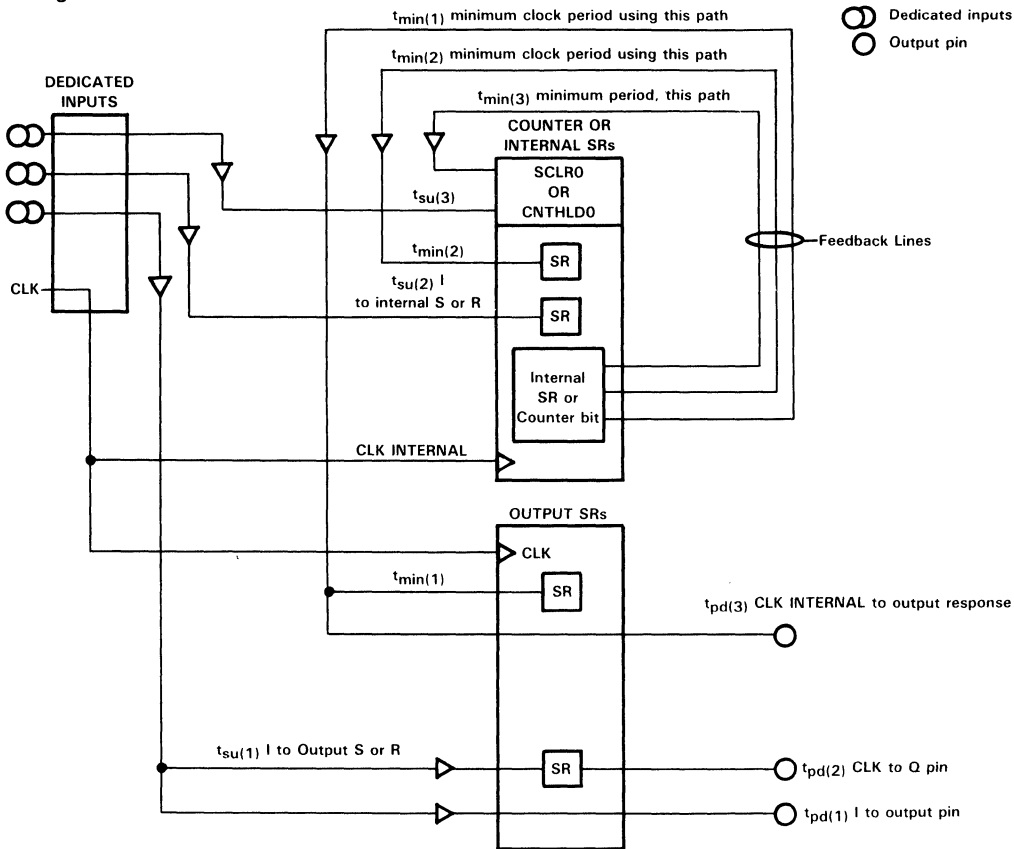 tmin(1) minimum clock period using this path
Dedicated inputs
Output pin
tmin(2) minimum clock period using this path
DEDICATED
INPUTS
tmin(3) minimum period, this path
COUNTER OR
INTERNAL SRs
SCLR0
OR
CNTHLD0
tsu(3)
Feedback Lines
tmin(2)
SR
tsu(2) I
to internal S or R
SR
CLK
Internal
SR or
Counter bit
CLK INTERNAL
OUTPUT SRs
CLK
tmin(1)
SR
tpd(3) CLK INTERNAL to output response
tsu(1) I to Output S or R
SR
tpd(2) CLK to Q pin
tpd(1) I to output pin